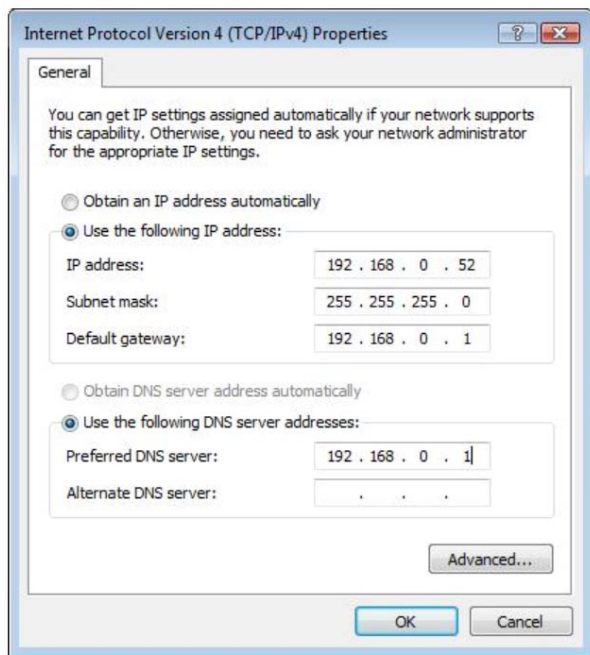 Internet Protocol Version 4 (TCP/IPv4) Properties
General
You can get IP settings assigned automatically if your network supports
this capability. Otherwise, you need to ask your network administrator
for the appropriate IP settings.
Obtain an IP address automatically
Use the following IP address:
IP address: 192 . 168 . 0 . 52
Subnet mask: 255 . 255 . 255 . 0
Default gateway: 192 . 168 . 0 . 1
Obtain DNS server address automatically
Use the following DNS server addresses:
Preferred DNS server: 192 . 168 . 0 . 1
Alternate DNS server: . . .
Advanced...
OK Cancel